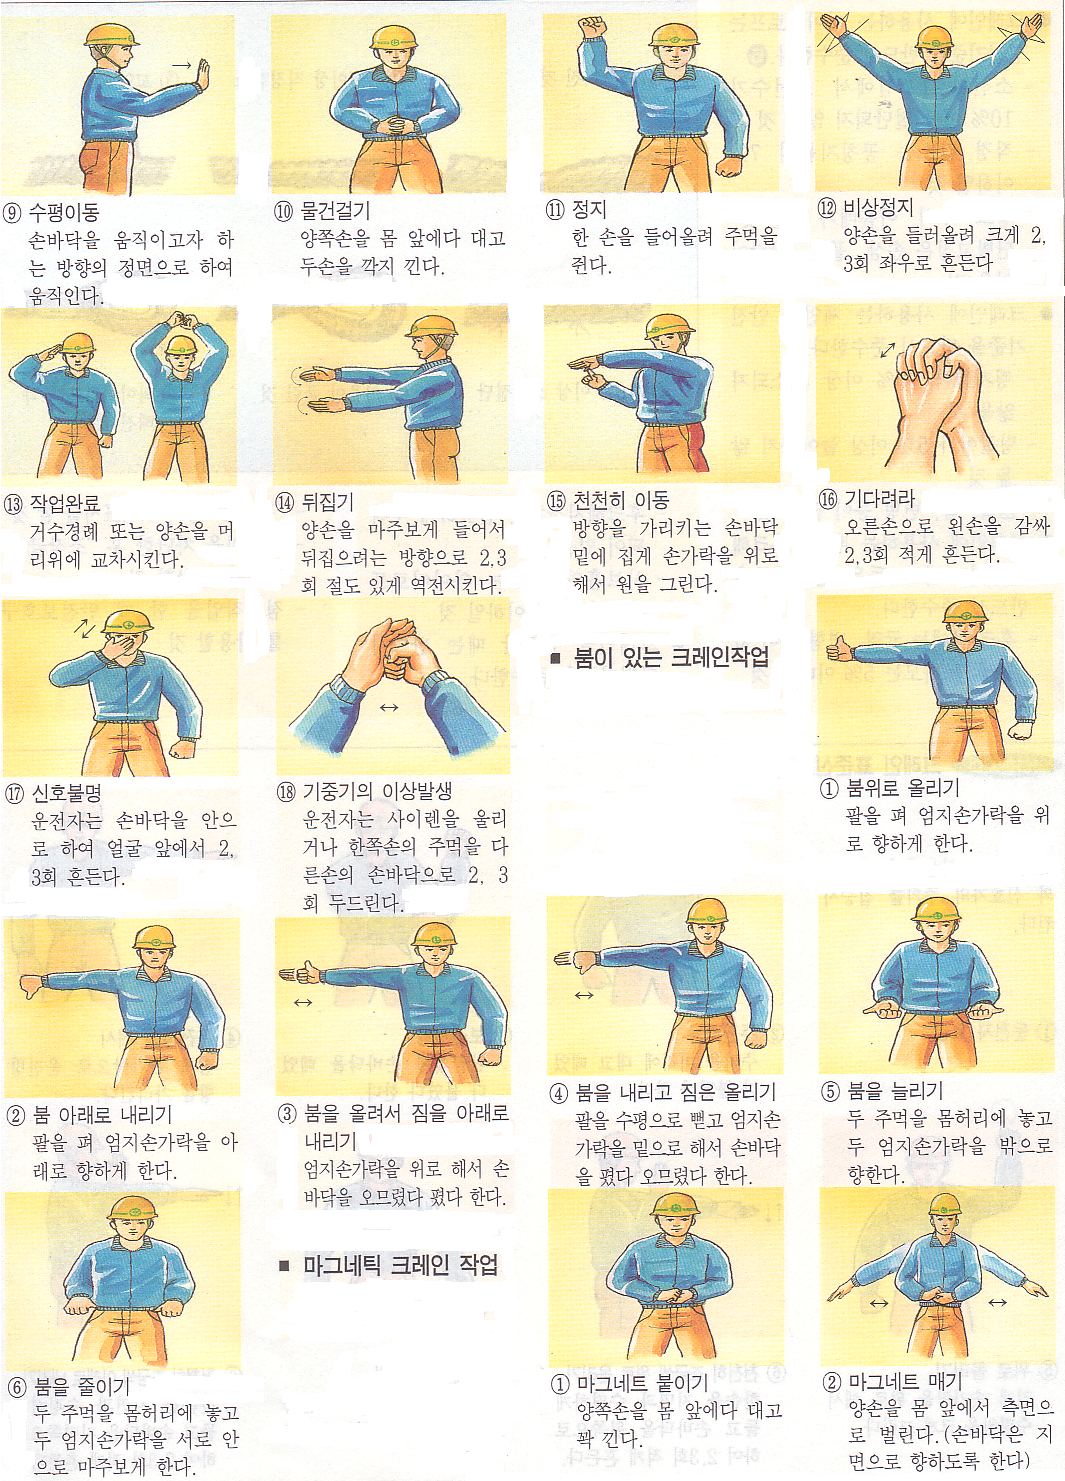 ⑨ 수평이동
손바닥을 움직이고자 하
는 방향의 정면으로 하여
움직인다.
⑩ 물건걸기
양쪽손을 몸 앞에다 대고
두손을 깍지 낀다.
⑪ 정지
한 손을 들어올려 주먹을
쥔다.
⑫ 비상정지
양손을 들러올려 크게 2,
3회 좌우로 흔든다
⑬ 작업완료
거수경례 또는 양손을 머
리위에 교차시킨다.
⑭ 뒤집기
양손을 마주보게 들어서
뒤집으려는 방향으로 2,3
회 절도 있게 역전시킨다.
⑮ 천천히 이동
방향을 가리키는 손바닥
밑에 집게 손가락을 위로
해서 원을 그린다.
⑯ 기다려라
오른손으로 왼손을 감싸
2,3회 적게 흔든다.
⑰ 신호불명
운전자는 손바닥을 안으
로 하여 얼굴 앞에서 2,
3회 흔든다.
⑱ 기중기의 이상발생
운전자는 사이렌을 울리
거나 한쪽손의 주먹을 다
른손의 손바닥으로 2, 3
회 두드린다.
■ 붐이 있는 크레인작업
① 붐위로 올리기
팔을 펴 엄지손가락을 위
로 향하게 한다.
② 붐 아래로 내리기
팔을 펴 엄지손가락을 아
래로 향하게 한다.
③ 붐을 올려서 짐을 아래로
내리기
엄지손가락을 위로 해서 손
바닥을 오므렸다 폈다 한다.
④ 붐을 내리고 짐은 올리기
팔을 수평으로 뻗고 엄지손
가락을 밑으로 해서 손바닥
을 폈다 오므렸다 한다.
⑤ 붐을 늘리기
두 주먹을 몸허리에 놓고
두 엄지손가락을 밖으로
향한다.
⑥ 붐을 줄이기
두 주먹을 몸허리에 놓고
두 엄지손가락을 서로 안
으로 마주보게 한다.
■ 마그네틱 크레인 작업
① 마그네트 붙이기
양쪽손을 몸 앞에다 대고
꽉 낀다.
② 마그네트 매기
양손을 몸 앞에서 측면으
로 벌린다.(손바닥은 지
면으로 향하도록 한다)